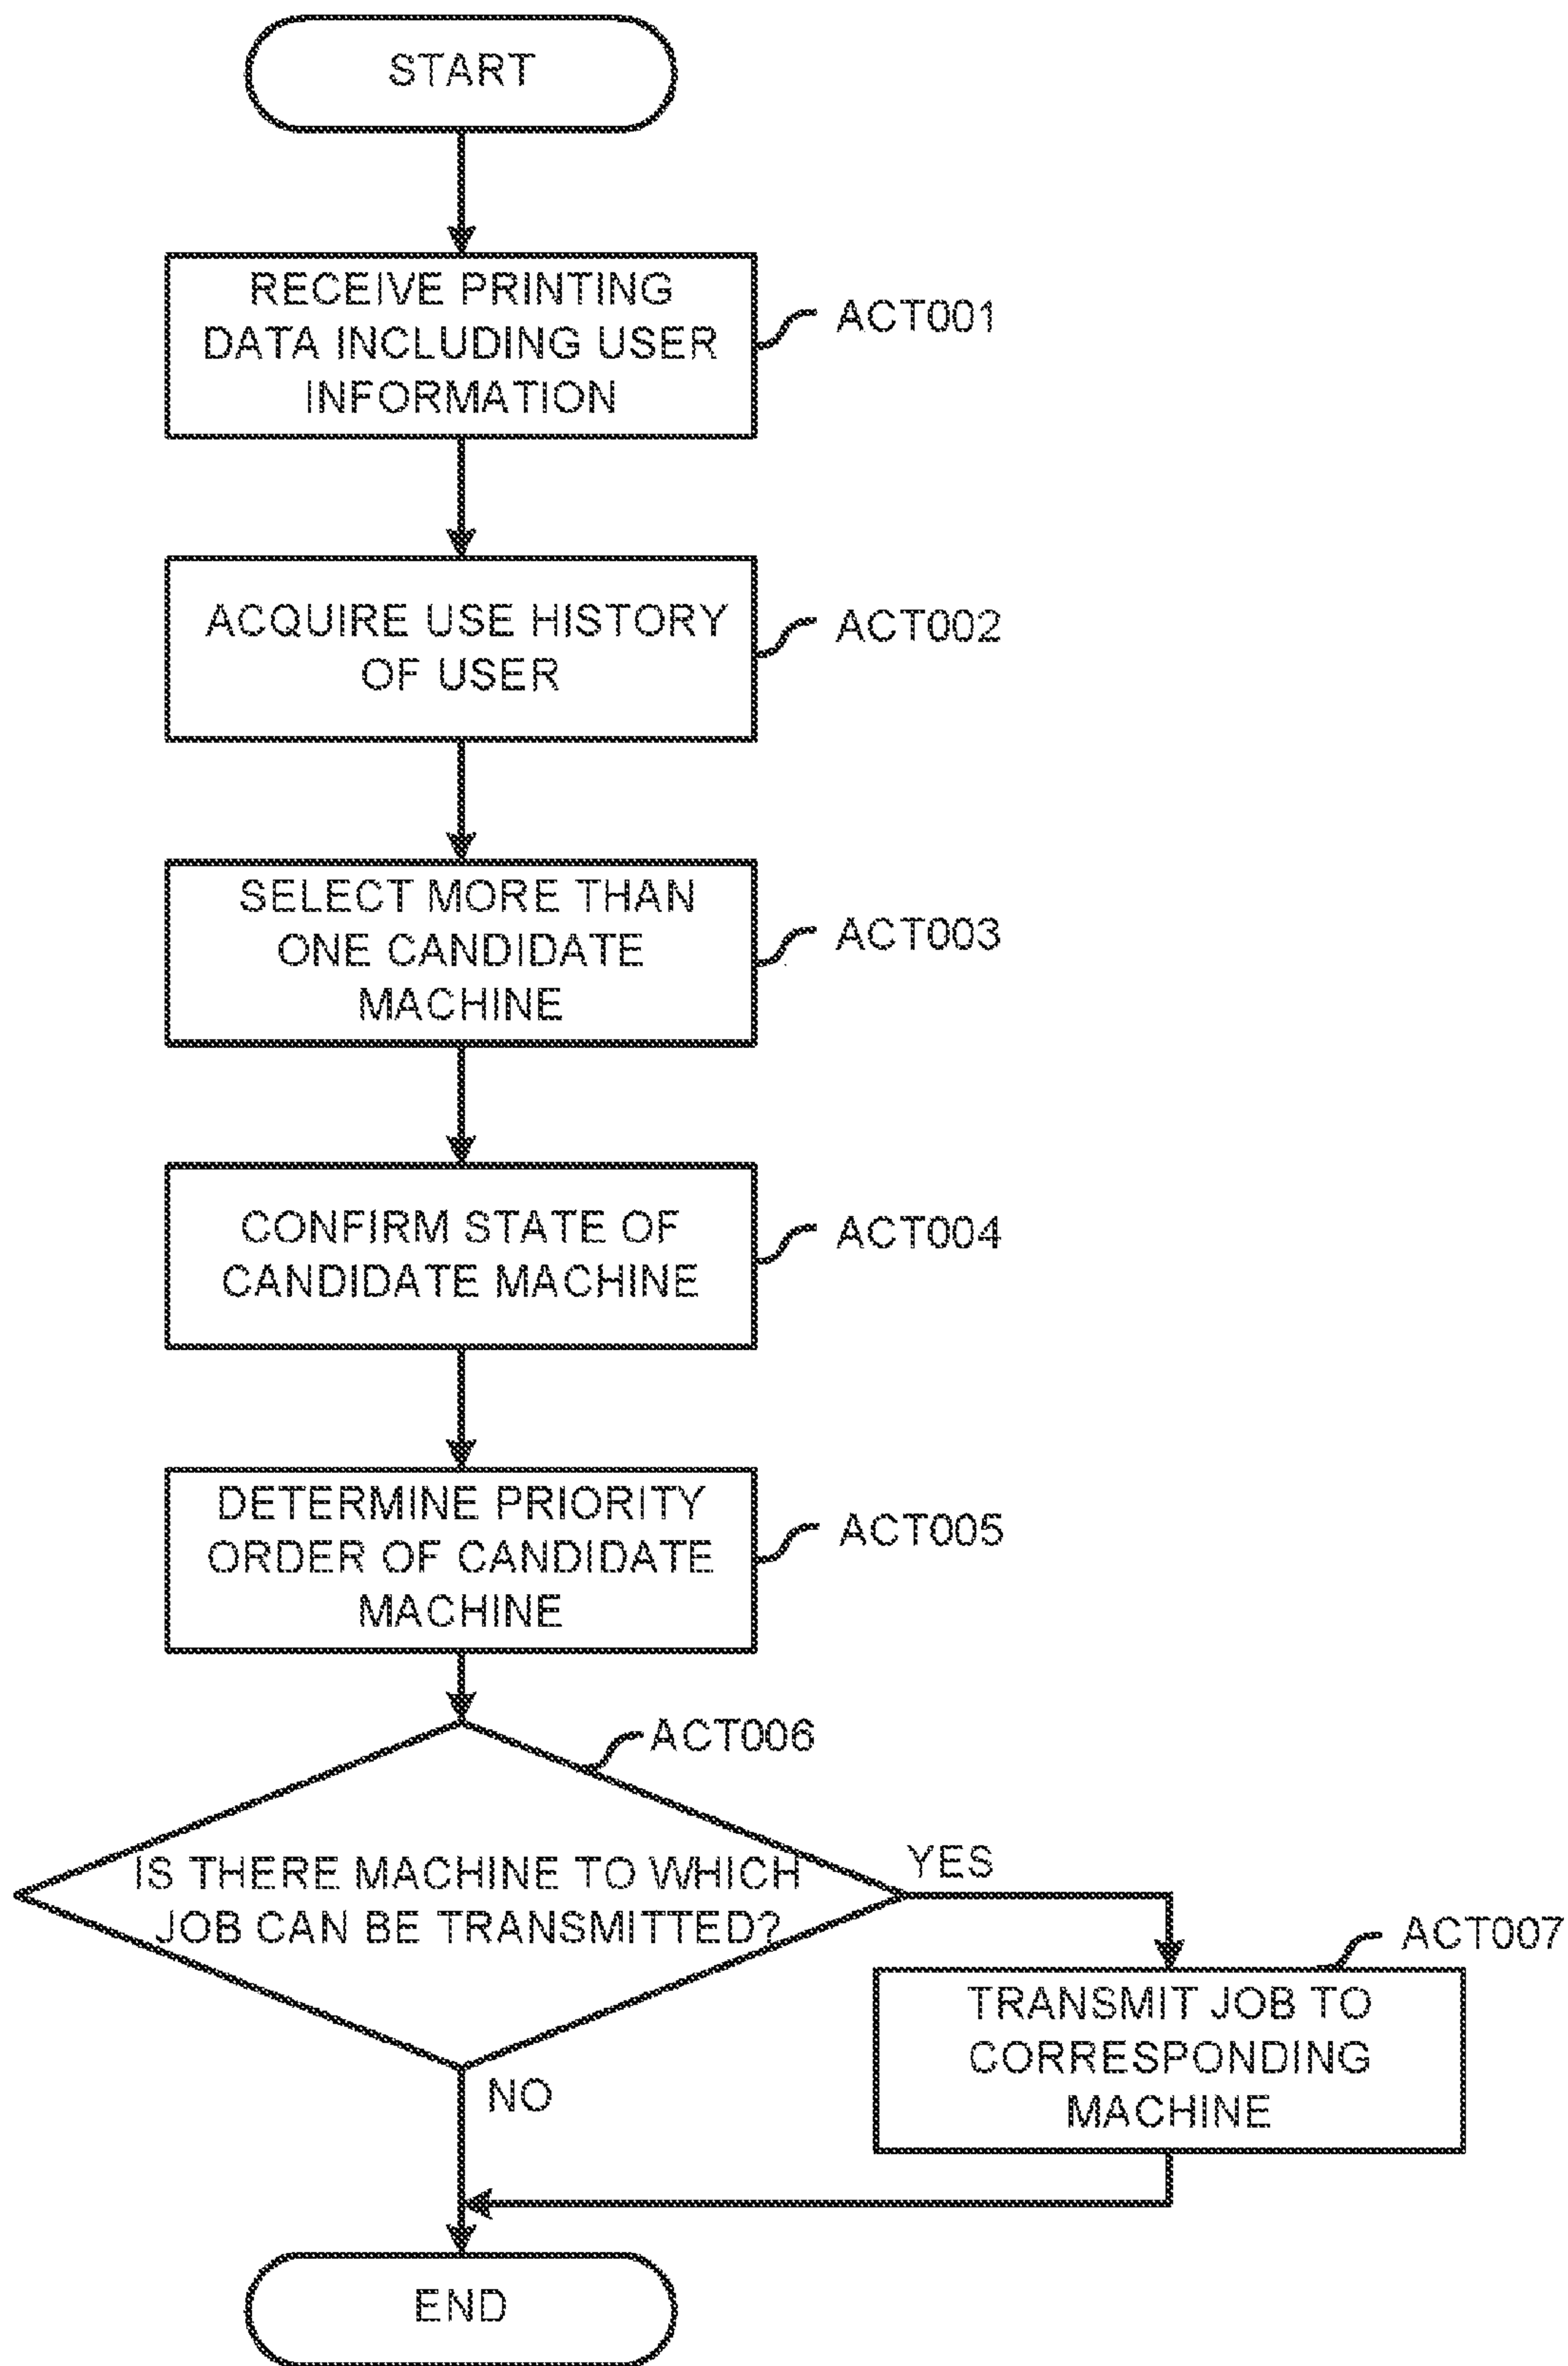 START
RECEIVE PRINTING
DATA INCLUDING USER
INFORMATION
ACT001
ACQUIRE USE HISTORY
OF USER
ACT002
SELECT MORE THAN
ONE CANDIDATE
MACHINE
ACT003
CONFIRM STATE OF
CANDIDATE MACHINE
ACT004
DETERMINE PRIORITY
ORDER OF CANDIDATE
MACHINE
ACT005
ACT006
IS THERE MACHINE TO WHICH
JOB CAN BE TRANSMITTED?
YES
ACT007
TRANSMIT JOB TO
CORRESPONDING
MACHINE
NO
END